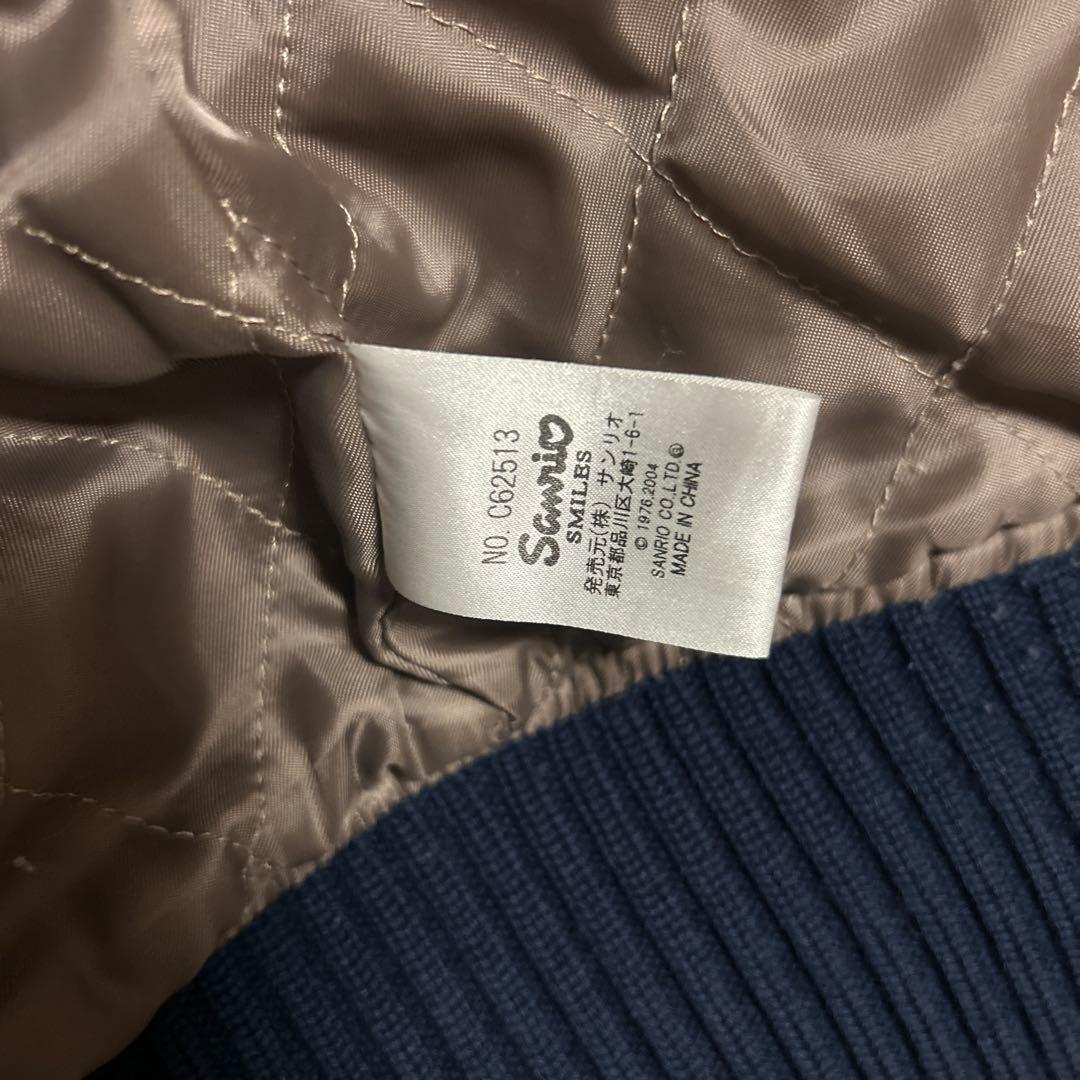 NO. C62513
Sanrio
SMILES
発売元(株) サンリオ
東京都品川区大崎1-6-1
© 1976,2004
SANRIO CO.,LTD.
MADE IN CHINA